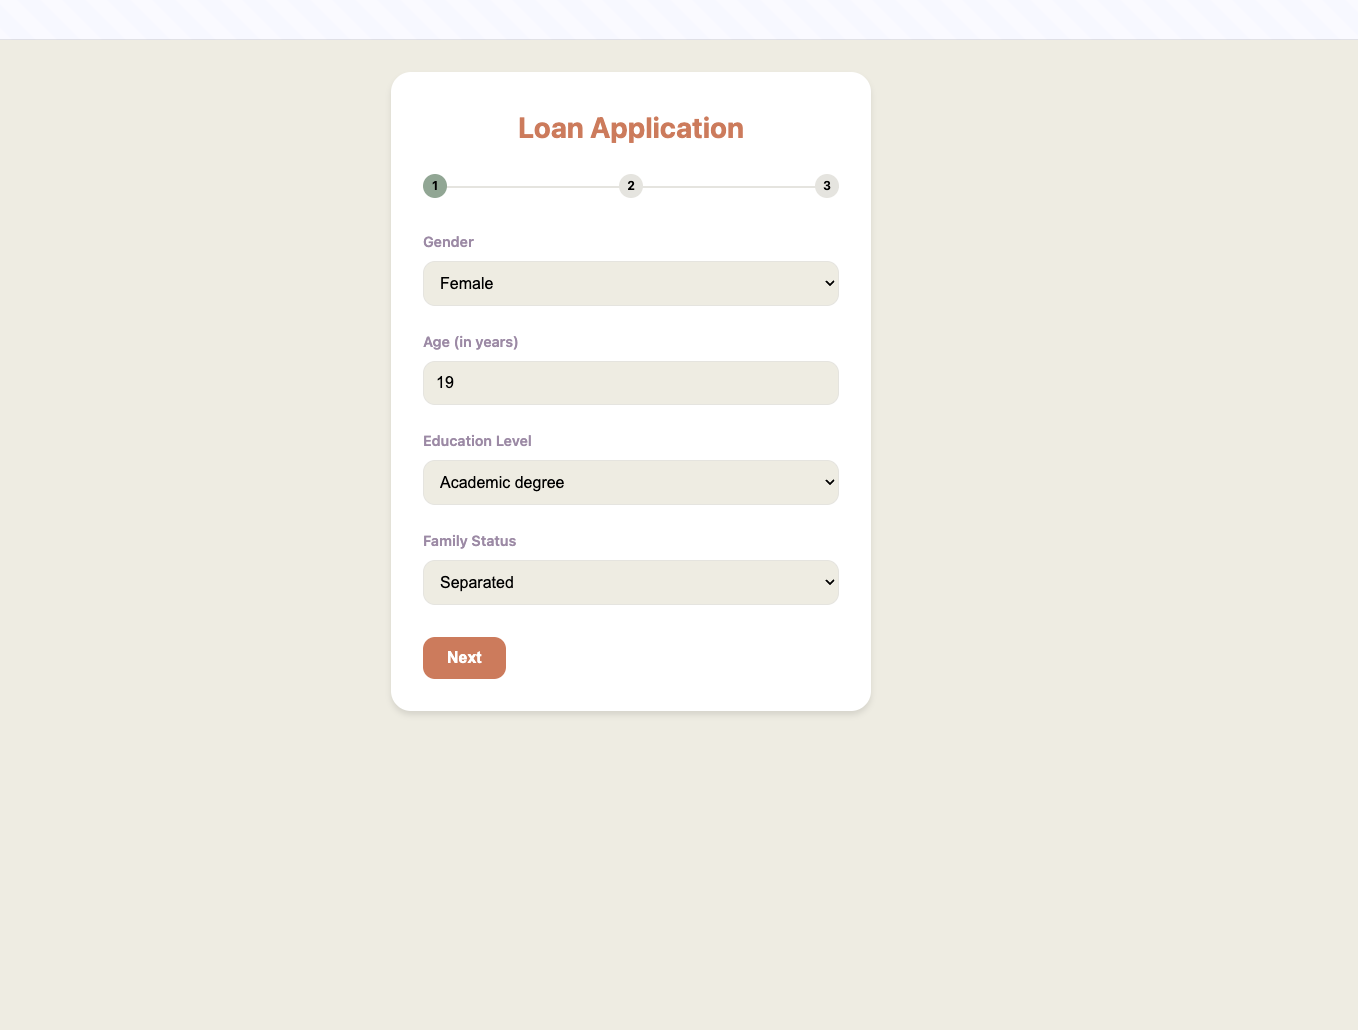 Loan Application
1 2 3
Gender
Female
Age (in years)
19
Education Level
Academic degree
Family Status
Separated
Next